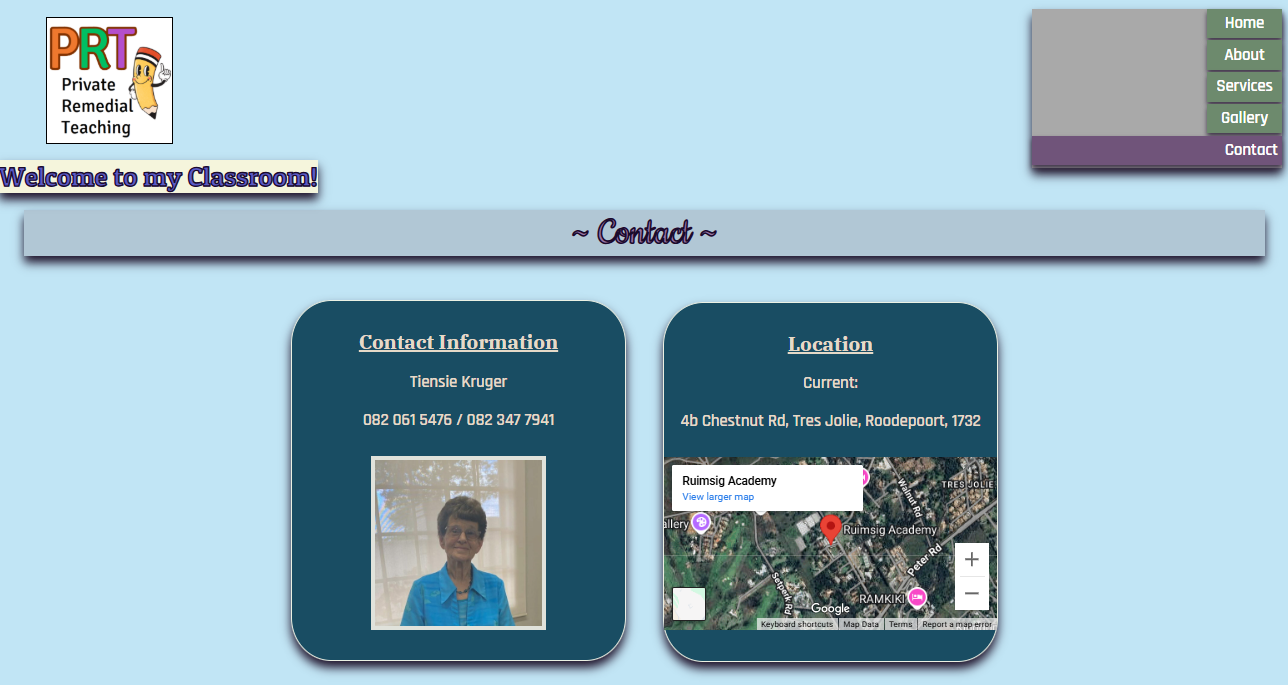 PRT
Private
Remedial
Teaching
Home
About
Services
Gallery
Contact
Welcome to my Classroom!
~ Contact ~
Contact Information
Tiensie Kruger
082 061 5476 / 082 347 7941
Location
Current:
4b Chestnut Rd, Tres Jolie, Roodepoort, 1732
Ruimsig Academy
View larger map
Walnut Rd
TRES JOLIE
allery
Ruimsig Academy
Peter Rd
Setperk Rd
RAMKIKI
Google
Keyboard shortcuts
Map Data
Terms
Report a map error